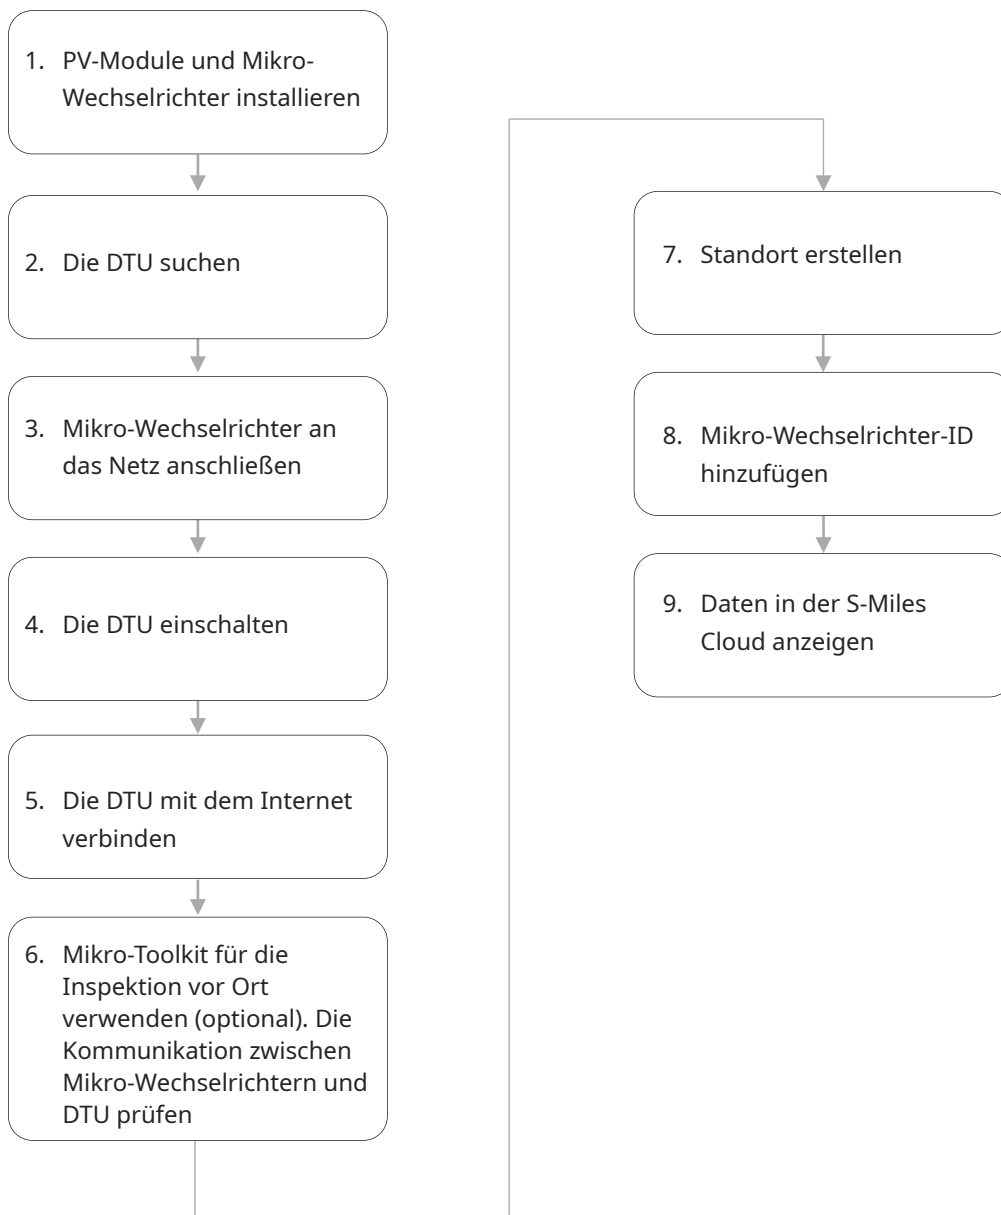 1. PV-Module und Mikro-
Wechselrichter installieren
2. Die DTU suchen
3. Mikro-Wechselrichter an
das Netz anschließen
4. Die DTU einschalten
5. Die DTU mit dem Internet
verbinden
6. Mikro-Toolkit für die
Inspektion vor Ort
verwenden (optional). Die
Kommunikation zwischen
Mikro-Wechselrichtern und
DTU prüfen
7. Standort erstellen
8. Mikro-Wechselrichter-ID
hinzufügen
9. Daten in der S-Miles
Cloud anzeigen